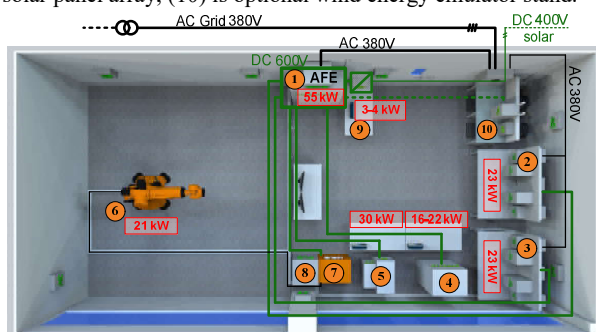 solar panel array, (10) is optional wind energy emulator stand.
AC Grid 380V
DC 400V
solar
AC 380V
DC 600V
AC 380V
1
AFE
55 kW
3-4 kW
9
10
2
23 kW
6
21 kW
30 kW
16-22 kW
3
23 kW
8
7
5
4